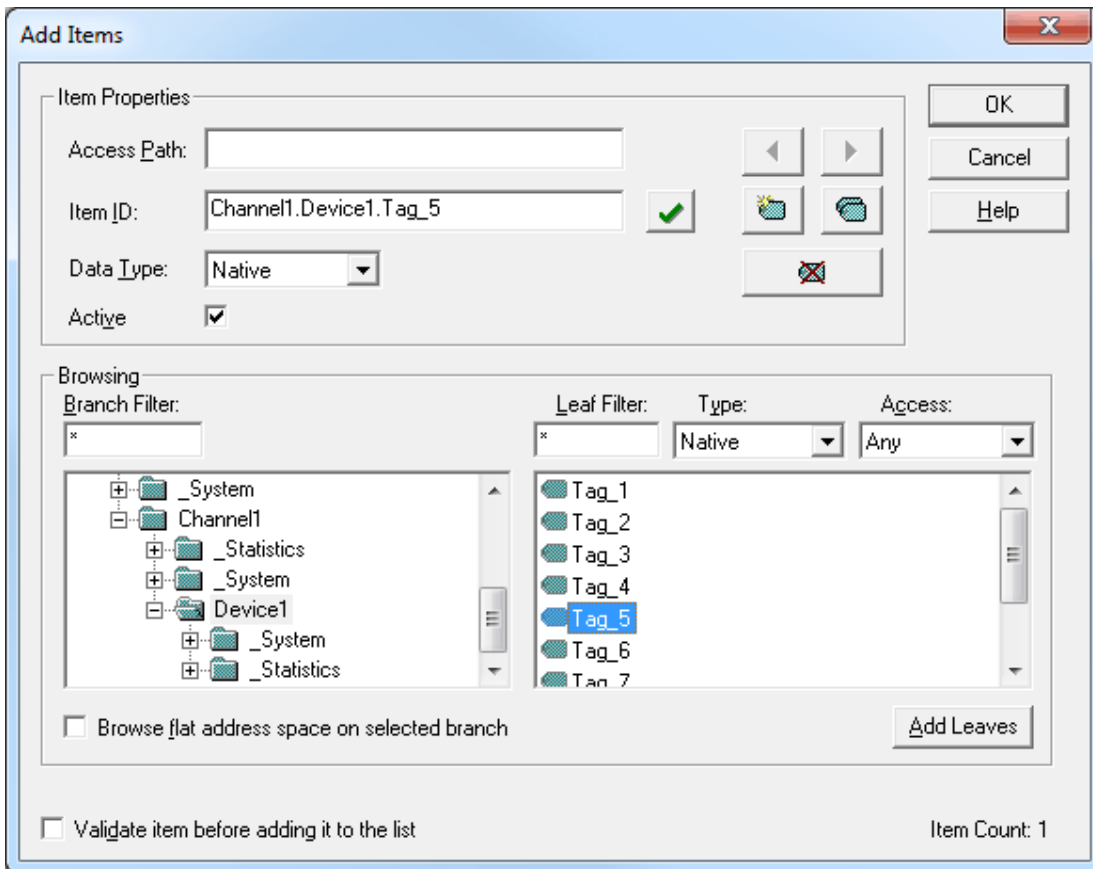 Add Items
Item Properties
OK
Access Path:
Cancel
Item ID: Channel1.Device1.Tag_5
Help
Data Type: Native
Active
Browsing
Branch Filter: Leaf Filter: Type: Access:
* * Native Any
_System
Channel1
_Statistics
_System
Device1
_System
_Statistics
Tag_1
Tag_2
Tag_3
Tag_4
Tag_5
Tag_6
Tag_7
Browse flat address space on selected branch
Add Leaves
Validate item before adding it to the list
Item Count: 1